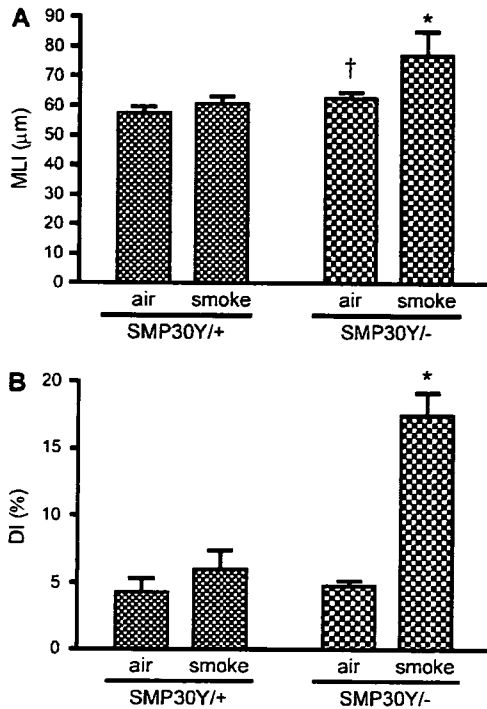 A
90
80
70
60
50
40
30
20
10
0
MLI (μm)
†
*
air smoke air smoke
SMP30Y/+ SMP30Y/-
B
20
15
10
5
0
DI (%)
*
air smoke air smoke
SMP30Y/+ SMP30Y/-